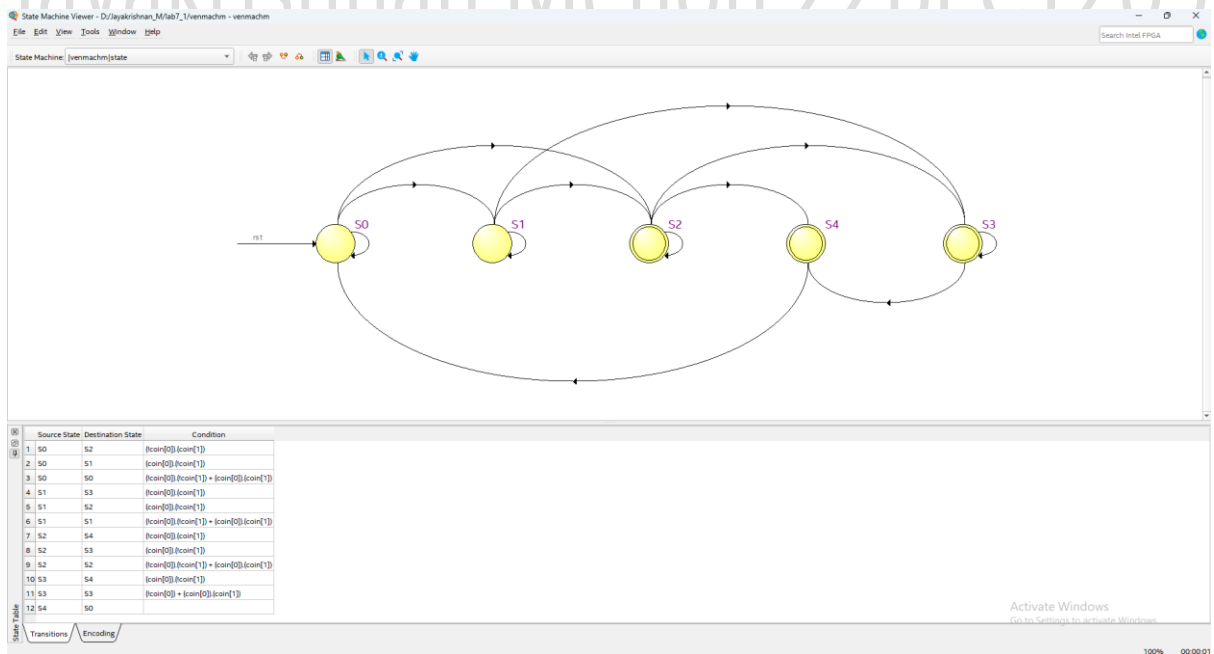 State Machine Viewer - D:/Jayakrishnan_M/lab7_1/venmachm - venmachm
File Edit View Tools Window Help
Search Intel FPGA
State Machine: |venmachm|state
S0 S1 S2 S4 S3
rst
Source State Destination State Condition
1 S0 S2 (!coin[0]).(coin[1])
2 S0 S1 (coin[0]).(!coin[1])
3 S0 S0 (!coin[0]).(!coin[1]) + (coin[0]).(coin[1])
4 S1 S3 (!coin[0]).(coin[1])
5 S1 S2 (coin[0]).(!coin[1])
6 S1 S1 (!coin[0]).(!coin[1]) + (coin[0]).(coin[1])
7 S2 S4 (!coin[0]).(coin[1])
8 S2 S3 (coin[0]).(!coin[1])
9 S2 S2 (!coin[0]).(!coin[1]) + (coin[0]).(coin[1])
10 S3 S4 (coin[0]).(!coin[1])
11 S3 S3 (!coin[0]) + (coin[0]).(coin[1])
12 S4 S0
State Table
Transitions Encoding
Activate Windows
Go to Settings to activate Windows.
100% 00:00:01